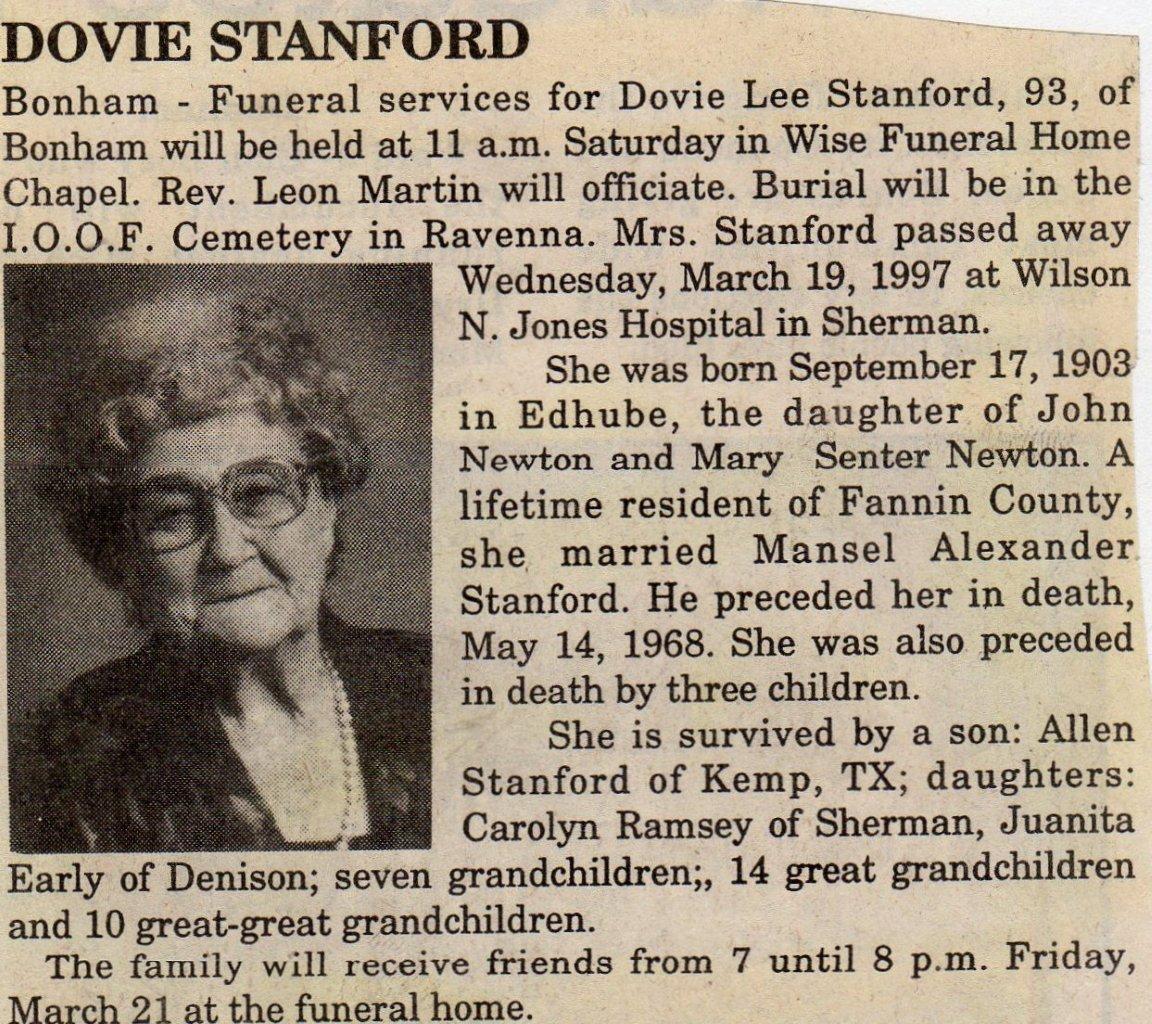 DOVIE STANFORD
Bonham - Funeral services for Dovie Lee Stanford, 93, of
Bonham will be held at 11 a.m. Saturday in Wise Funeral Home
Chapel. Rev. Leon Martin will officiate. Burial will be in the
I.O.O.F. Cemetery in Ravenna. Mrs. Stanford passed away
Wednesday, March 19, 1997 at Wilson
N. Jones Hospital in Sherman.
She was born September 17, 1903
in Edhube, the daughter of John
Newton and Mary Senter Newton. A
lifetime resident of Fannin County,
she married Mansel Alexander
Stanford. He preceded her in death,
May 14, 1968. She was also preceded
in death by three children.
She is survived by a son: Allen
Stanford of Kemp, TX; daughters:
Carolyn Ramsey of Sherman, Juanita
Early of Denison; seven grandchildren;, 14 great grandchildren
and 10 great-great grandchildren.
The family will receive friends from 7 until 8 p.m. Friday,
March 21 at the funeral home.